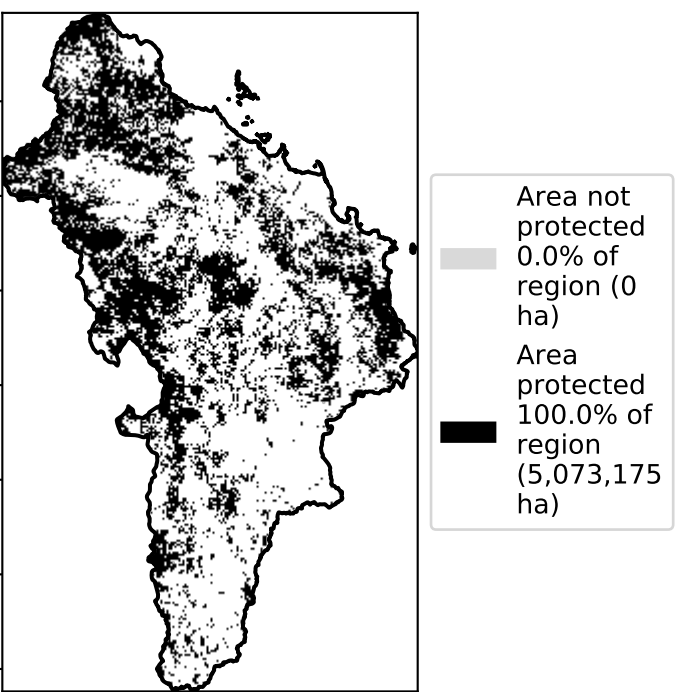 Area not
protected
0.0% of
region (0
ha)
Area
protected
100.0% of
region
(5,073,175
ha)